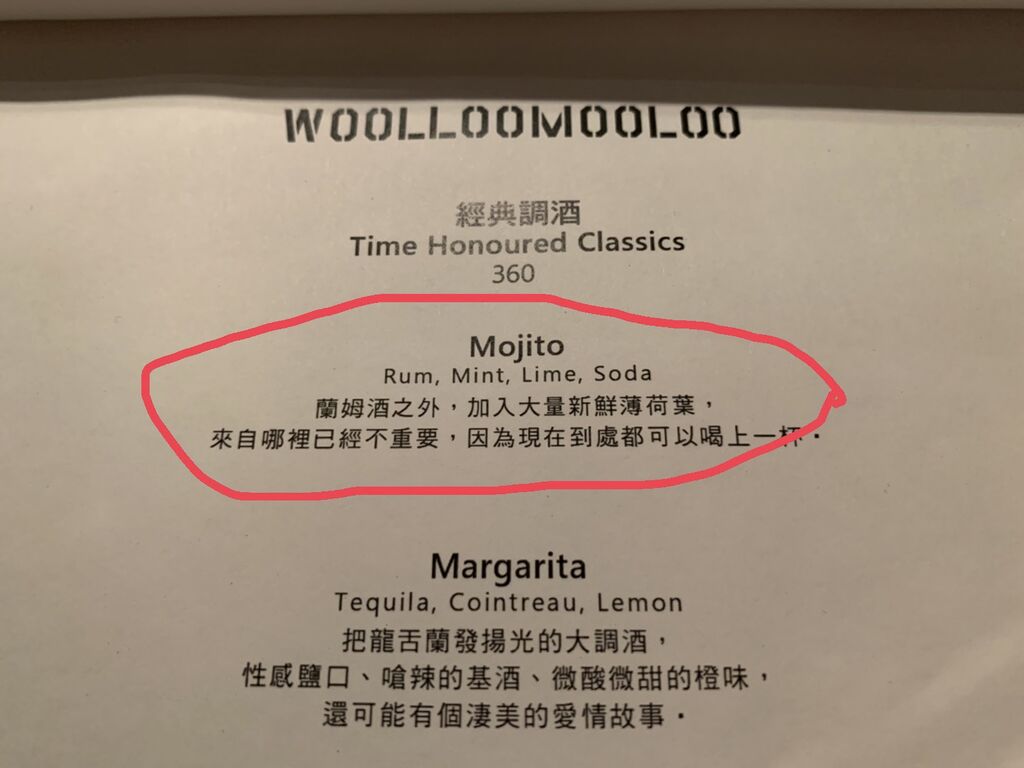 WOOLLOOMOOLOO
經典調酒
Time Honoured Classics
360
Mojito
Rum, Mint, Lime, Soda
蘭姆酒之外，加入大量新鮮薄荷葉，
來自哪裡已經不重要，因為現在到處都可以喝上一杯．
Margarita
Tequila, Cointreau, Lemon
把龍舌蘭發揚光的大調酒，
性感鹽口、嗆辣的基酒、微酸微甜的橙味，
還可能有個淒美的愛情故事．